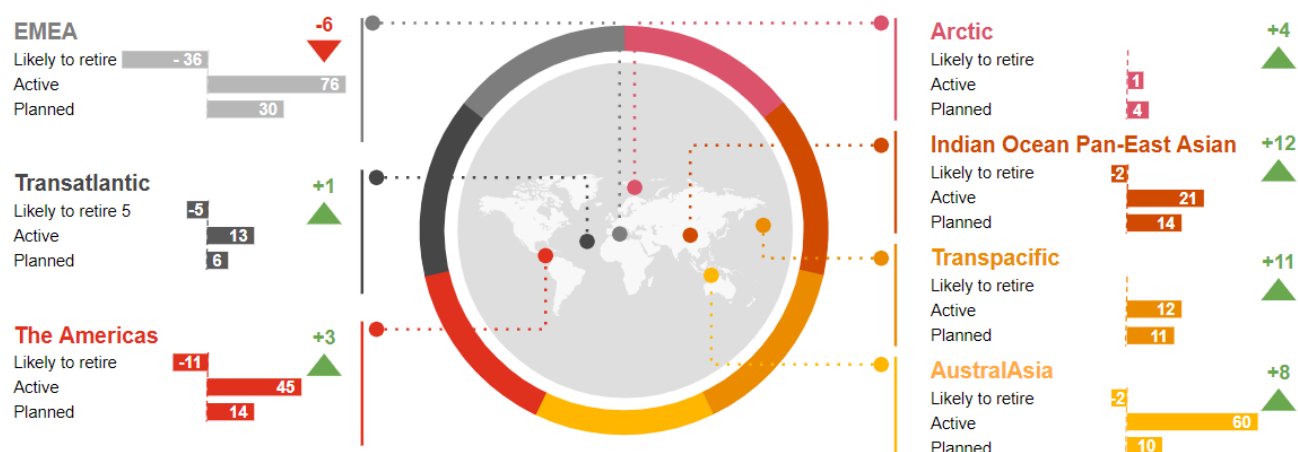 EMEA
-6
Likely to retire
- 36
Active
76
Planned
30
Transatlantic
+1
Likely to retire 5
-5
Active
13
Planned
6
The Americas
+3
Likely to retire
-11
Active
45
Planned
14
Arctic
+4
Likely to retire
Active
1
Planned
4
Indian Ocean Pan-East Asian
+12
Likely to retire
-2
Active
21
Planned
14
Transpacific
+11
Likely to retire
Active
12
Planned
11
AustralAsia
+8
Likely to retire
-2
Active
60
Planned
10